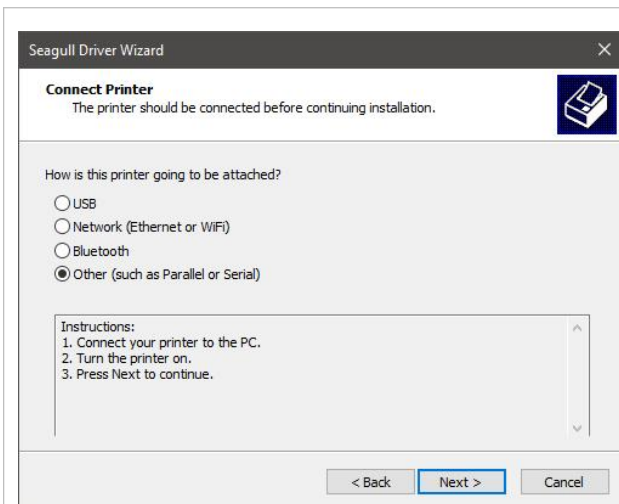 Seagull Driver Wizard
Connect Printer
The printer should be connected before continuing installation.
How is this printer going to be attached?
USB
Network (Ethernet or WiFi)
Bluetooth
Other (such as Parallel or Serial)
Instructions:
1. Connect your printer to the PC.
2. Turn the printer on.
3. Press Next to continue.
< Back Next > Cancel